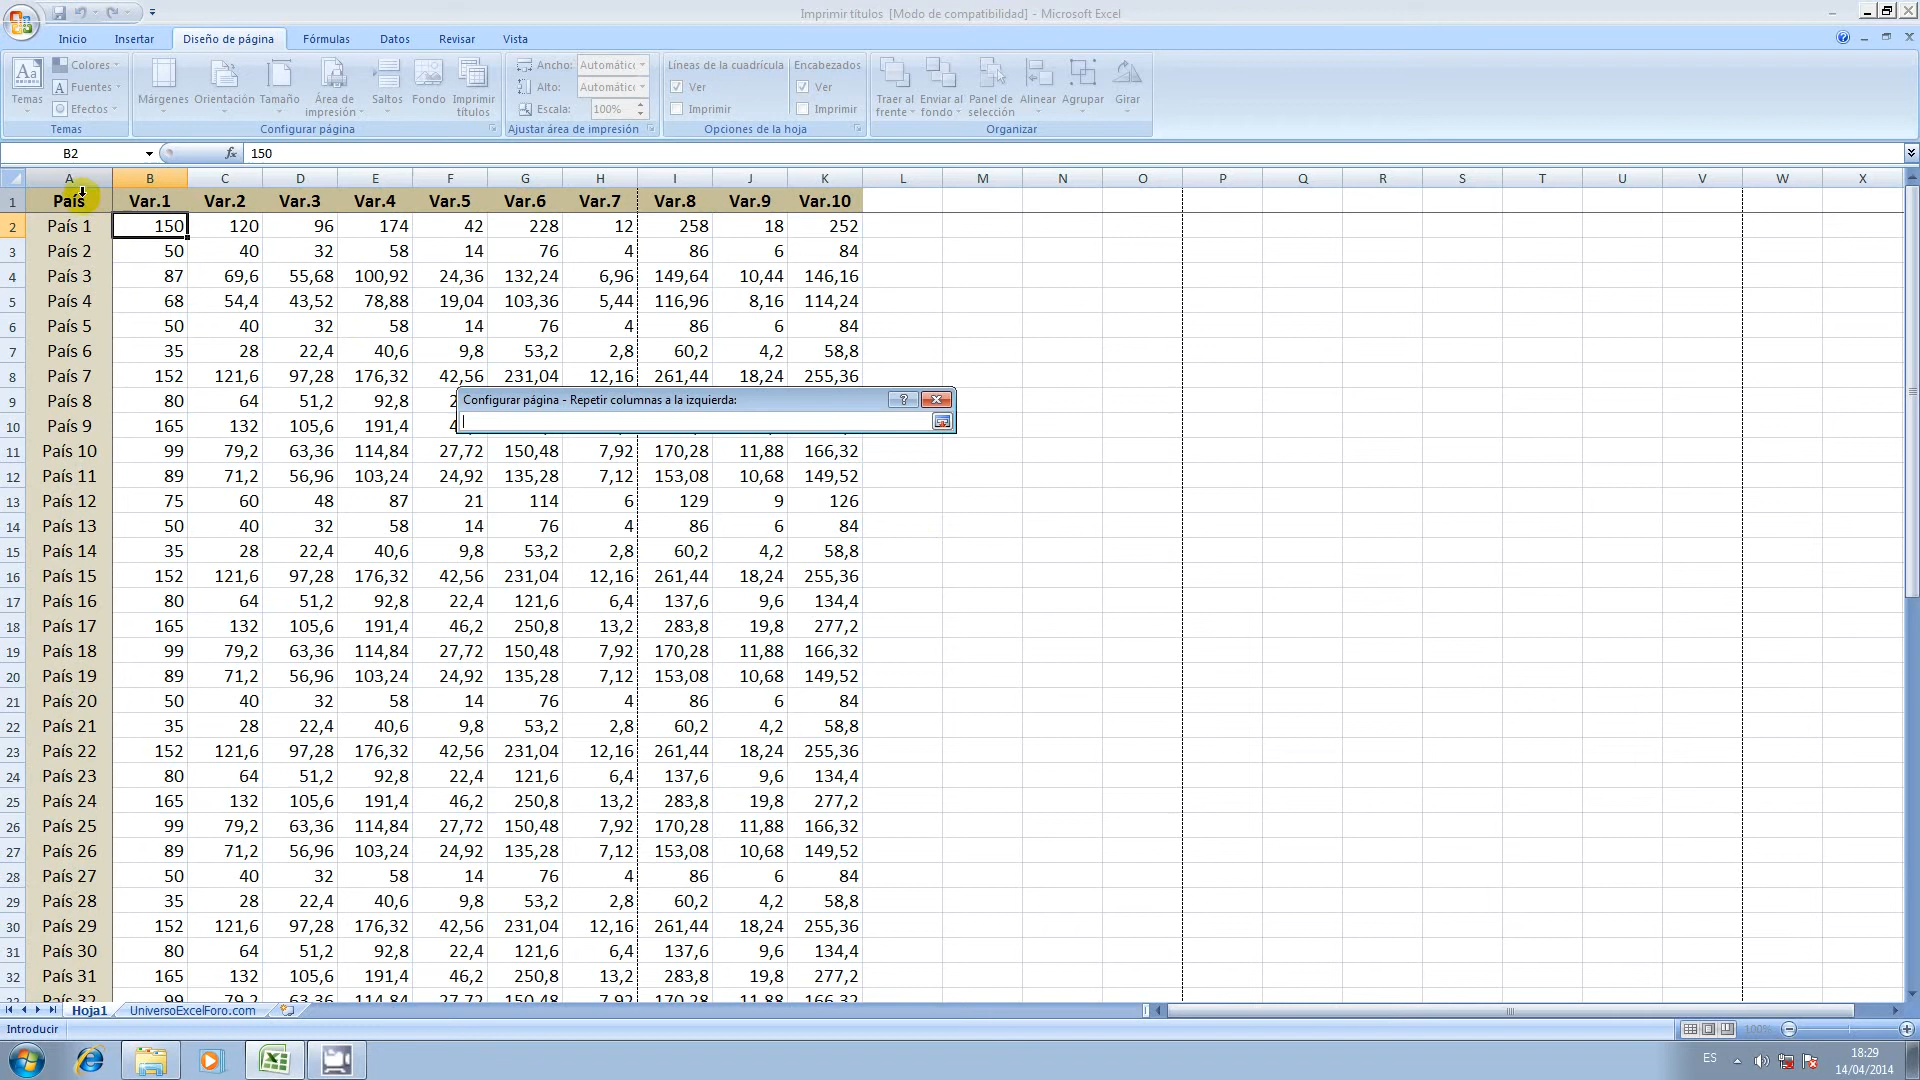 Imprimir títulos [Modo de compatibilidad] - Microsoft Excel
Inicio Insertar Diseño de página Fórmulas Datos Revisar Vista
Temas Colores Fuentes Efectos
Márgenes Orientación Tamaño Área de impresión Saltos Fondo Imprimir títulos
Ancho: Automático Alto: Escala: 100%
Líneas de la cuadrícula Ver Imprimir
Encabezados Ver Imprimir
Traer al frente Enviar al fondo Panel de selección Alinear Agrupar Girar
Temas Configurar página Ajustar área de impresión Opciones de la hoja Organizar
B2 fx 150
A B C D E F G H I J K L M N O P Q R S T U V W X
1 País Var.1 Var.2 Var.3 Var.4 Var.5 Var.6 Var.7 Var.8 Var.9 Var.10
2 País 1 150 120 96 174 42 228 12 258 18 252
3 País 2 50 40 32 58 14 76 4 86 6 84
4 País 3 87 69,6 55,68 100,92 24,36 132,24 6,96 149,64 10,44 146,16
5 País 4 68 54,4 43,52 78,88 19,04 103,36 5,44 116,96 8,16 114,24
6 País 5 50 40 32 58 14 76 4 86 6 84
7 País 6 35 28 22,4 40,6 9,8 53,2 2,8 60,2 4,2 58,8
8 País 7 152 121,6 97,28 176,32 42,56 231,04 12,16 261,44 18,24 255,36
9 País 8 80 64 51,2 92,8
Configurar página - Repetir columnas a la izquierda:
10 País 9 165 132 105,6 191,4
11 País 10 99 79,2 63,36 114,84 27,72 150,48 7,92 170,28 11,88 166,32
12 País 11 89 71,2 56,96 103,24 24,92 135,28 7,12 153,08 10,68 149,52
13 País 12 75 60 48 87 21 114 6 129 9 126
14 País 13 50 40 32 58 14 76 4 86 6 84
15 País 14 35 28 22,4 40,6 9,8 53,2 2,8 60,2 4,2 58,8
16 País 15 152 121,6 97,28 176,32 42,56 231,04 12,16 261,44 18,24 255,36
17 País 16 80 64 51,2 92,8 22,4 121,6 6,4 137,6 9,6 134,4
18 País 17 165 132 105,6 191,4 46,2 250,8 13,2 283,8 19,8 277,2
19 País 18 99 79,2 63,36 114,84 27,72 150,48 7,92 170,28 11,88 166,32
20 País 19 89 71,2 56,96 103,24 24,92 135,28 7,12 153,08 10,68 149,52
21 País 20 50 40 32 58 14 76 4 86 6 84
22 País 21 35 28 22,4 40,6 9,8 53,2 2,8 60,2 4,2 58,8
23 País 22 152 121,6 97,28 176,32 42,56 231,04 12,16 261,44 18,24 255,36
24 País 23 80 64 51,2 92,8 22,4 121,6 6,4 137,6 9,6 134,4
25 País 24 165 132 105,6 191,4 46,2 250,8 13,2 283,8 19,8 277,2
26 País 25 99 79,2 63,36 114,84 27,72 150,48 7,92 170,28 11,88 166,32
27 País 26 89 71,2 56,96 103,24 24,92 135,28 7,12 153,08 10,68 149,52
28 País 27 50 40 32 58 14 76 4 86 6 84
29 País 28 35 28 22,4 40,6 9,8 53,2 2,8 60,2 4,2 58,8
30 País 29 152 121,6 97,28 176,32 42,56 231,04 12,16 261,44 18,24 255,36
31 País 30 80 64 51,2 92,8 22,4 121,6 6,4 137,6 9,6 134,4
32 País 31 165 132 105,6 191,4 46,2 250,8 13,2 283,8 19,8 277,2
País 32 99 79,2 63,36 114,84 27,72 150,48 7,92 170,28 11,88 166,32
Hoja1 UniversoExcelForo.com
Introducir 100%
ES 18:29
14/04/2014